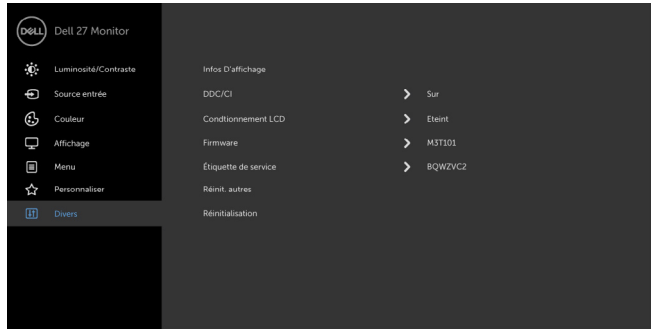 DELL
Dell 27 Monitor
Luminosité/Contraste
Source entrée
Couleur
Affichage
Menu
Personnaliser
Divers
Infos D'affichage
DDC/CI Sur
Condtionnement LCD Eteint
Firmware M3T101
Étiquette de service BQWZVC2
Réinit. autres
Réinitialisation